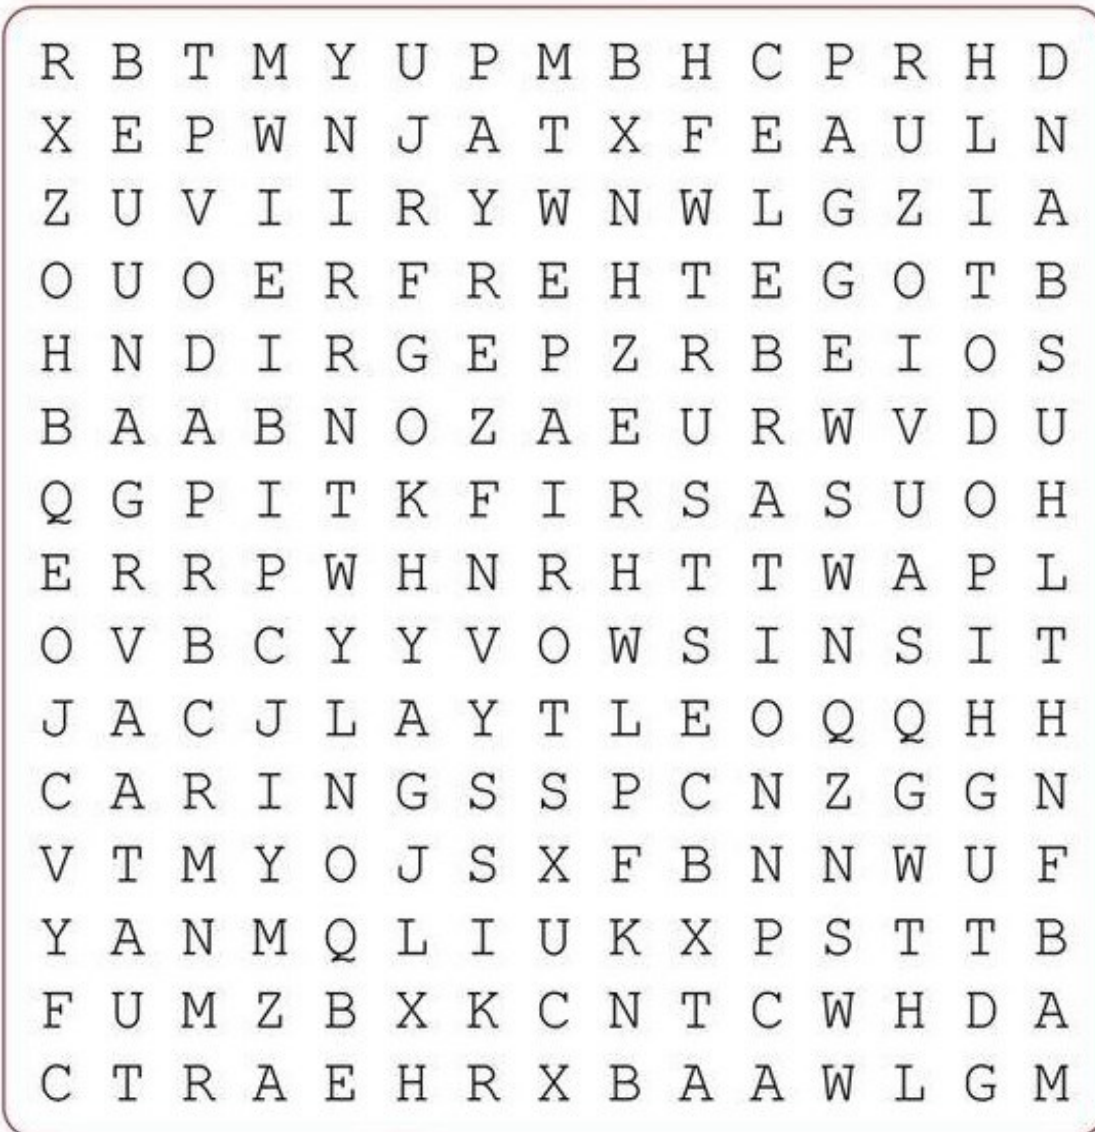 R B T M Y U P M B H C P R H D
X E P W N J A T X F E A U L N
Z U V I I R Y W N W L G Z I A
O U O E R F R E H T E G O T B
H N D I R G E P Z R B E I O S
B A A B N O Z A E U R W V D U
Q G P I T K F I R S A S U O H
E R R P W H N R H T T W A P L
O V B C Y Y V O W S I N S I T
J A C J L A Y T L E O Q Q H H
C A R I N G S S P C N Z G G N
V T M Y O J S X F B N N W U F
Y A N M Q L I U K X P S T T B
F U M Z B X K C N T C W H D A
C T R A E H R X B A A W L G M